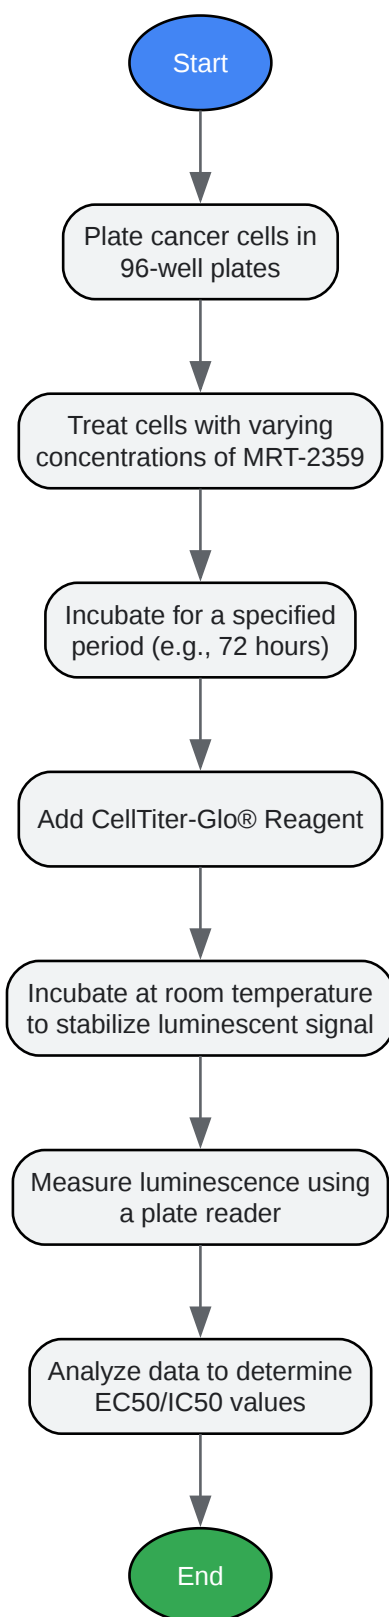 Start
Plate cancer cells in
96-well plates
Treat cells with varying
concentrations of MRT-2359
Incubate for a specified
period (e.g., 72 hours)
Add CellTiter-Glo® Reagent
Incubate at room temperature
to stabilize luminescent signal
Measure luminescence using
a plate reader
Analyze data to determine
EC50/IC50 values
End